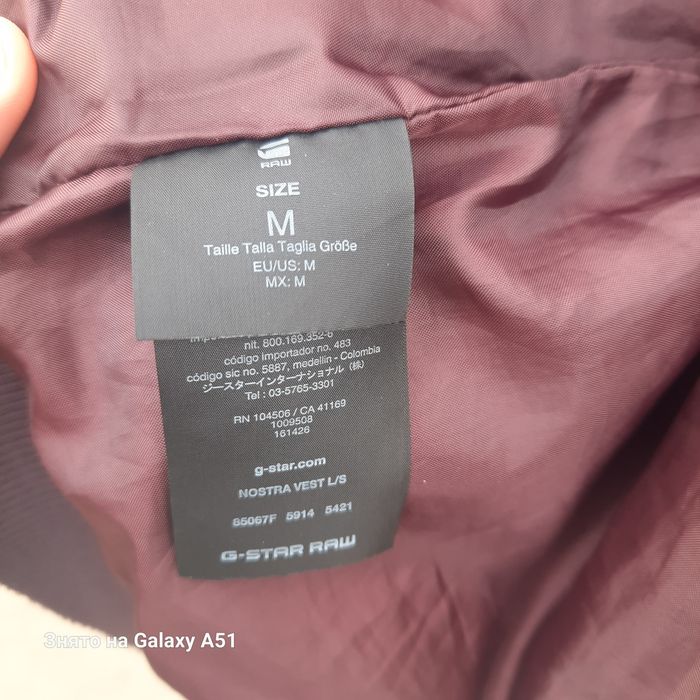 RAW
SIZE
M
Taille Talla Taglia Größe
EU/US: M
MX: M
nit. 800.169.352-6
código importador no. 483
código sic no. 5887, medellin - Colombia
ジースターインターナショナル（株）
Tel : 03-5765-3301
RN 104506 / CA 41169
1009508
161426
g-star.com
NOSTRA VEST L/S
85067F 5914 5421
G-STAR RAW
Знято на Galaxy A51